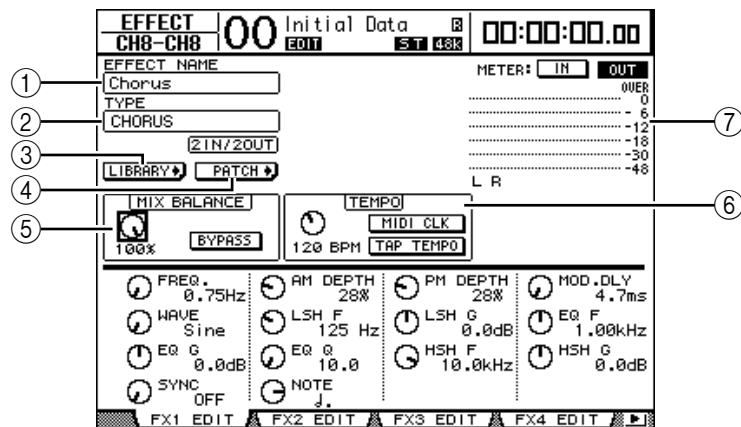 EFFECT
CH8-CH8
00 Initial Data R
EDIT ST 48K
00:00:00.00
EFFECT NAME
Chorus
TYPE
CHORUS
2IN/2OUT
LIBRARY PATCH
METER: IN OUT
OVER
0
- 6
-12
-18
-30
-48
L R
MIX BALANCE
100% BYPASS
TEMPO
MIDI CLK
120 BPM TAP TEMPO
FREQ. 0.75Hz
AM DEPTH 28%
PM DEPTH 28%
MOD.DLY 4.7ms
WAVE Sine
LSH F 125 Hz
LSH G 0.0dB
EQ F 1.00kHz
EQ G 0.0dB
EQ Q 10.0
HSH F 10.0kHz
HSH G 0.0dB
SYNC OFF
NOTE
FX1 EDIT FX2 EDIT FX3 EDIT FX4 EDIT
1
2
3
4
5
6
7